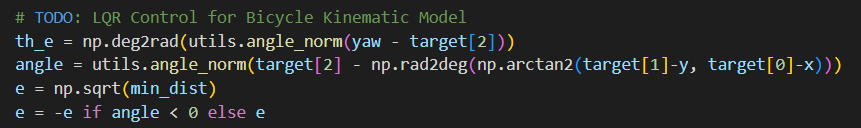 # TODO: LQR Control for Bicycle Kinematic Model
th_e = np.deg2rad(utils.angle_norm(yaw - target[2]))
angle = utils.angle_norm(target[2] - np.rad2deg(np.arctan2(target[1]-y, target[0]-x)))
e = np.sqrt(min_dist)
e = -e if angle < 0 else e